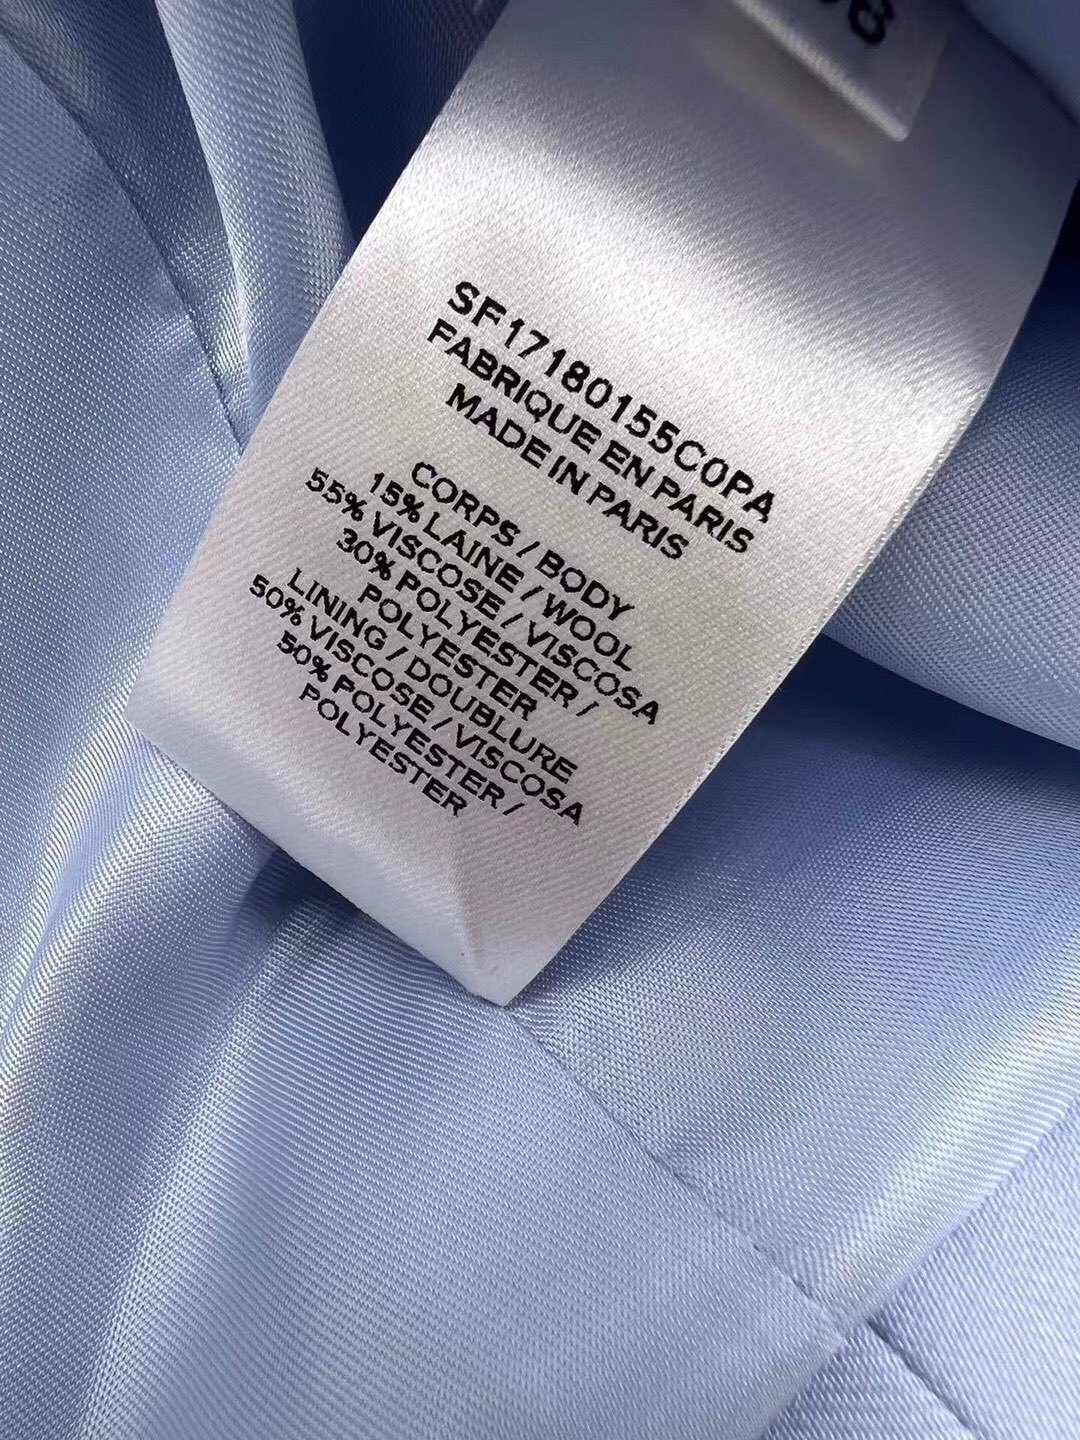 SF17180155C0PA
FABRIQUE EN PARIS
MADE IN PARIS
CORPS / BODY
15% LAINE / WOOL
55% VISCOSE / VISCOSA
30% POLYESTER /
POLYESTER
LINING / DOUBLURE
50% VISCOSE / VISCOSA
50% POLYESTER /
POLYESTER